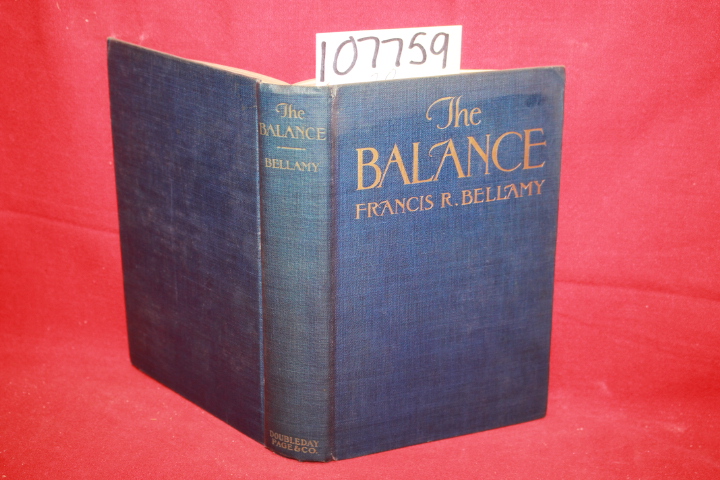 107759
The
BALANCE
BELLAMY
DOUBLEDAY
PAGE & CO.
The
BALANCE
FRANCIS R. BELLAMY